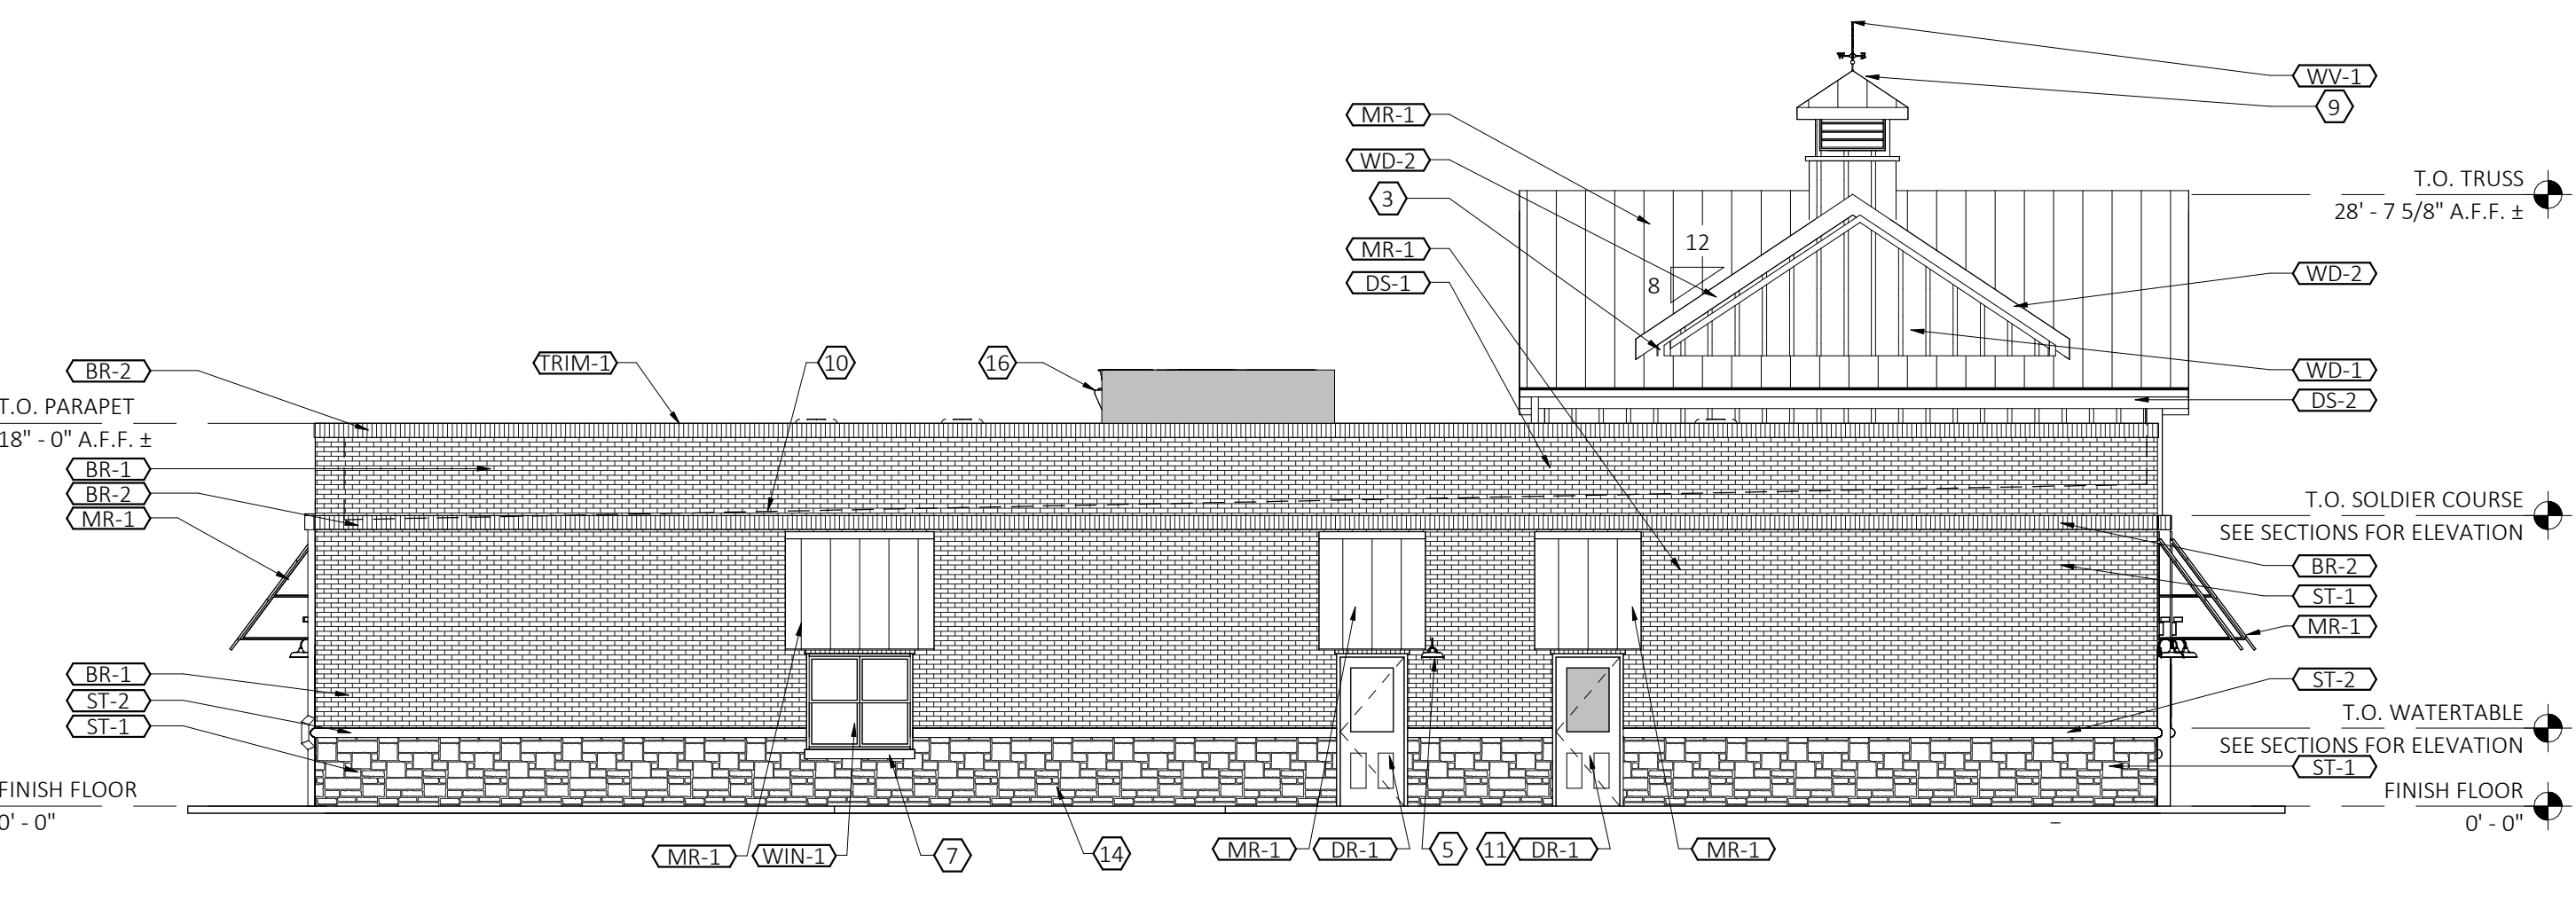 WV-1
9
MR-1
WD-2
3
T.O. TRUSS
28' - 7 5/8" A.F.F. ±
MR-1
12
8
DS-1
WD-2
BR-2
TRIM-1
10
16
WD-1
DS-2
T.O. PARAPET
18" - 0" A.F.F. ±
BR-1
BR-2
MR-1
T.O. SOLDIER COURSE
SEE SECTIONS FOR ELEVATION
BR-2
ST-1
MR-1
BR-1
ST-2
ST-1
ST-2
T.O. WATERTABLE
SEE SECTIONS FOR ELEVATION
ST-1
FINISH FLOOR
0' - 0"
FINISH FLOOR
0' - 0"
MR-1
WIN-1
7
14
MR-1
DR-1
5
11
DR-1
MR-1